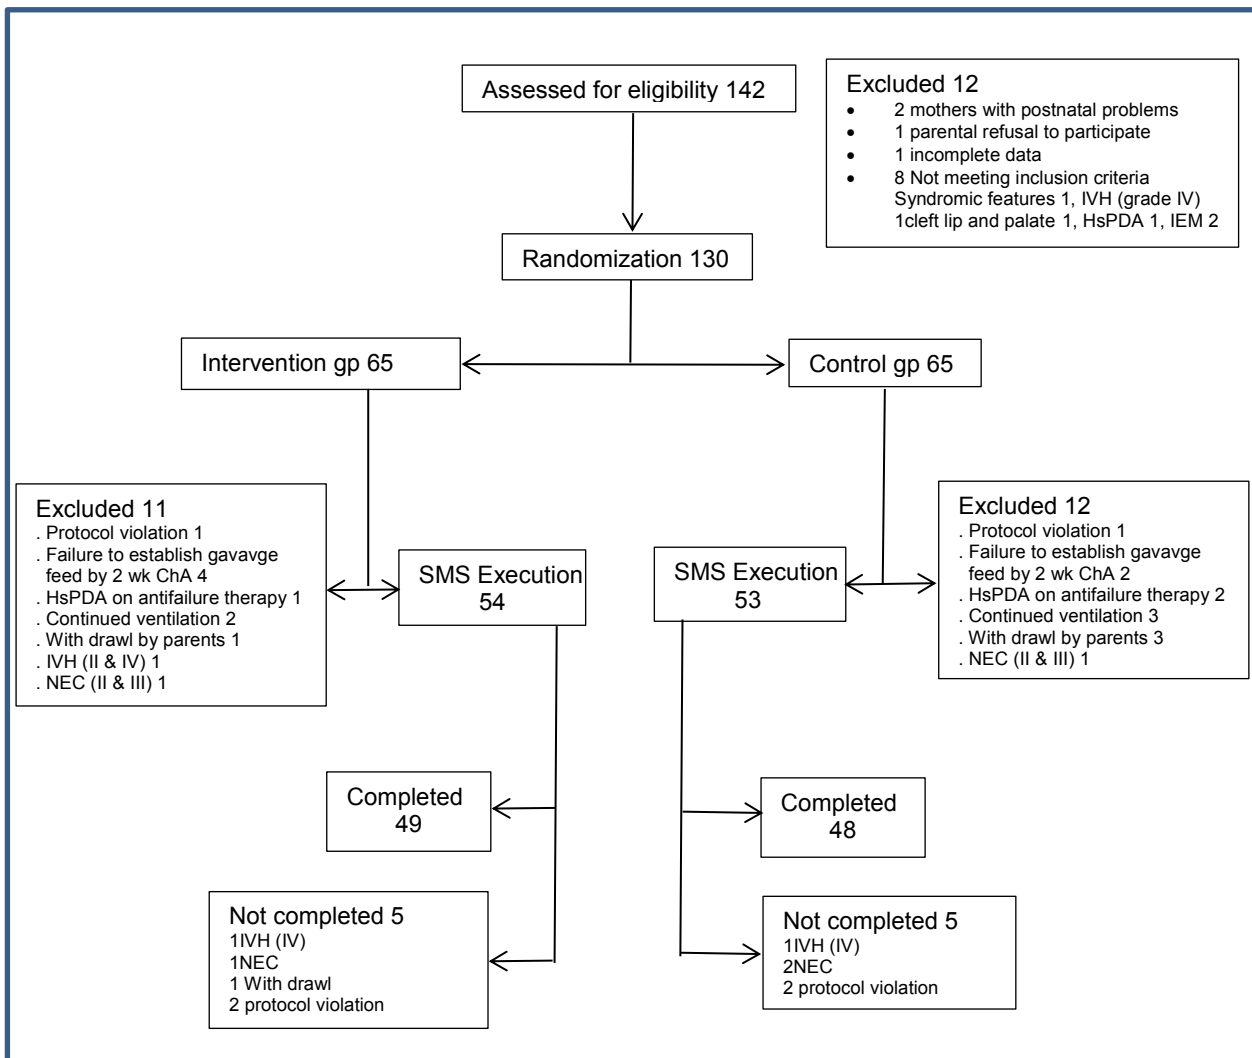 Assessed for eligibility 142
Excluded 12
• 2 mothers with postnatal problems
• 1 parental refusal to participate
• 1 incomplete data
• 8 Not meeting inclusion criteria
Syndromic features 1, IVH (grade IV)
1cleft lip and palate 1, HsPDA 1, IEM 2
Randomization 130
Intervention gp 65
Control gp 65
Excluded 11
. Protocol violation 1
. Failure to establish gavavge
feed by 2 wk ChA 4
. HsPDA on antifailure therapy 1
. Continued ventilation 2
. With drawl by parents 1
. IVH (II & IV) 1
. NEC (II & III) 1
SMS Execution
54
SMS Execution
53
Excluded 12
. Protocol violation 1
. Failure to establish gavavge
feed by 2 wk ChA 2
. HsPDA on antifailure therapy 2
. Continued ventilation 3
. With drawl by parents 3
. NEC (II & III) 1
Completed
49
Completed
48
Not completed 5
1IVH (IV)
1NEC
1 With drawl
2 protocol violation
Not completed 5
1IVH (IV)
2NEC
2 protocol violation